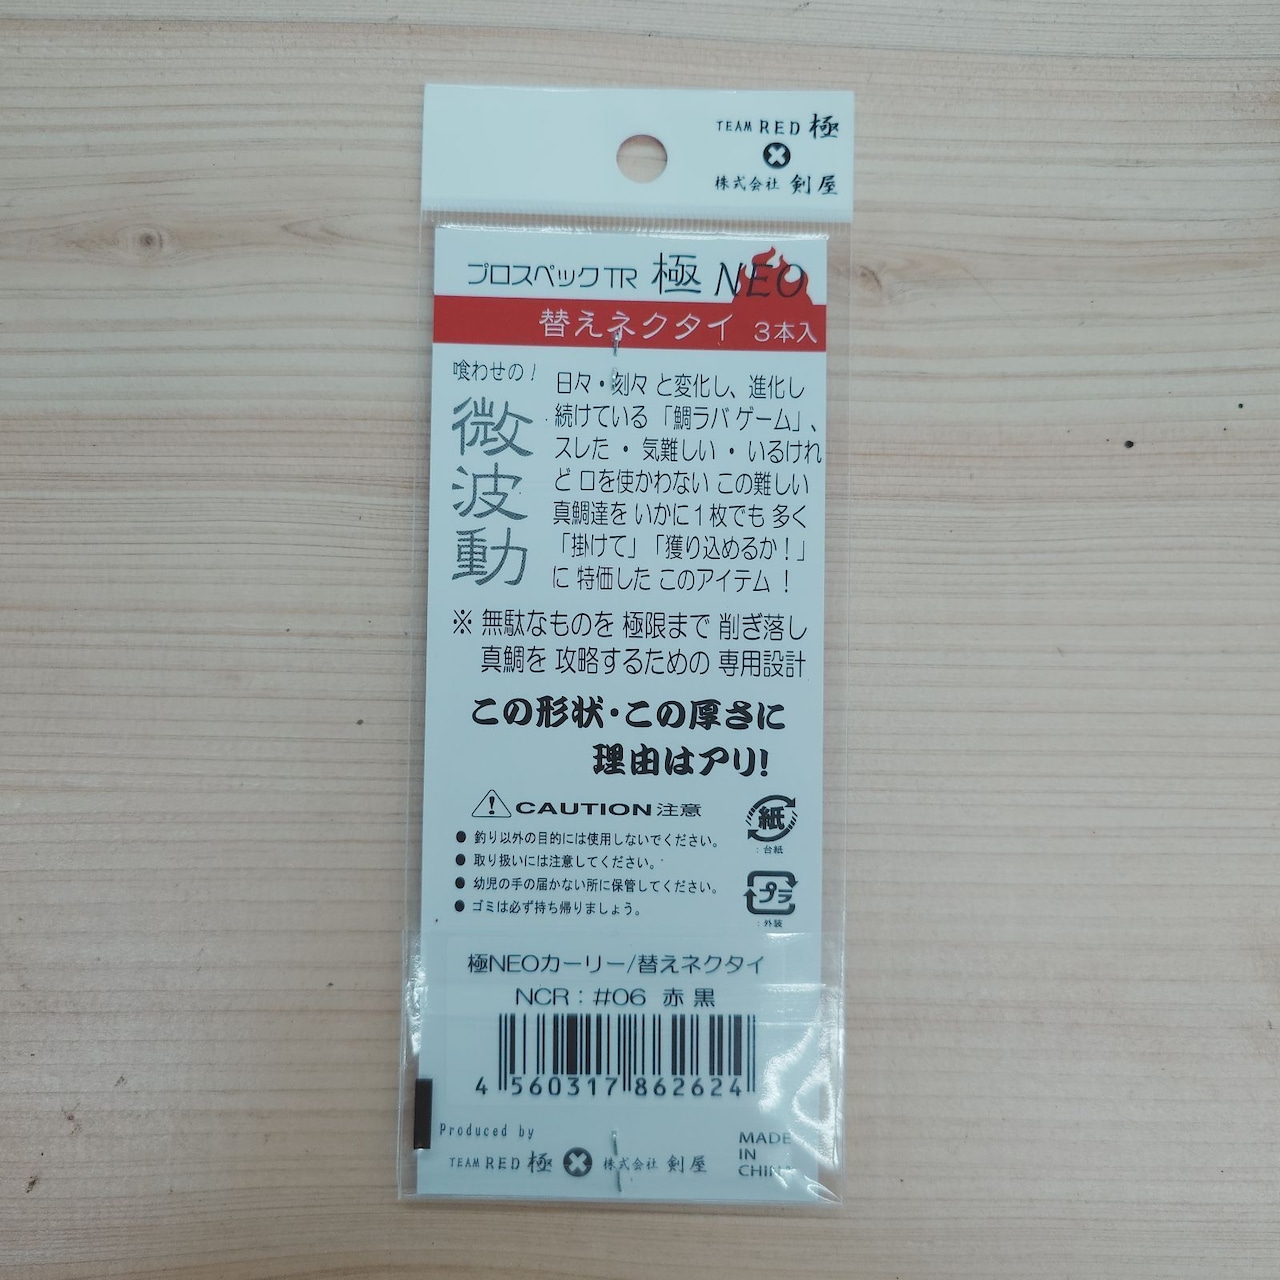 TEAM RED 極
株式会社 剣屋
プロスペックTR 極 NEO
替えネクタイ 3本入
喰わせの!
微波動
日々・刻々 と変化し、進化し
続けている 「鯛ラバ ゲーム」、
スレた ・ 気難しい ・ いるけれ
ど 口を使かわない この難しい
真鯛達を いかに1枚でも 多く
「掛けて」「獲り込めるか!」
に 特価した このアイテム !
※ 無駄なものを 極限まで 削ぎ落し
真鯛を 攻略するための 専用設計
この形状・この厚さに
理由はアリ!
CAUTION 注意
● 釣り以外の目的には使用しないでください。
● 取り扱いには注意してください。
● 幼児の手の届かない所に保管してください。
● ゴミは必ず持ち帰りましょう。
紙
:台紙
プラ
:外装
極NEOカーリー/替えネクタイ
NCR:#06 赤 黒
4 560317 862624
Produced by
TEAM RED 極 株式会社 剣屋
MADE
IN
CHINA